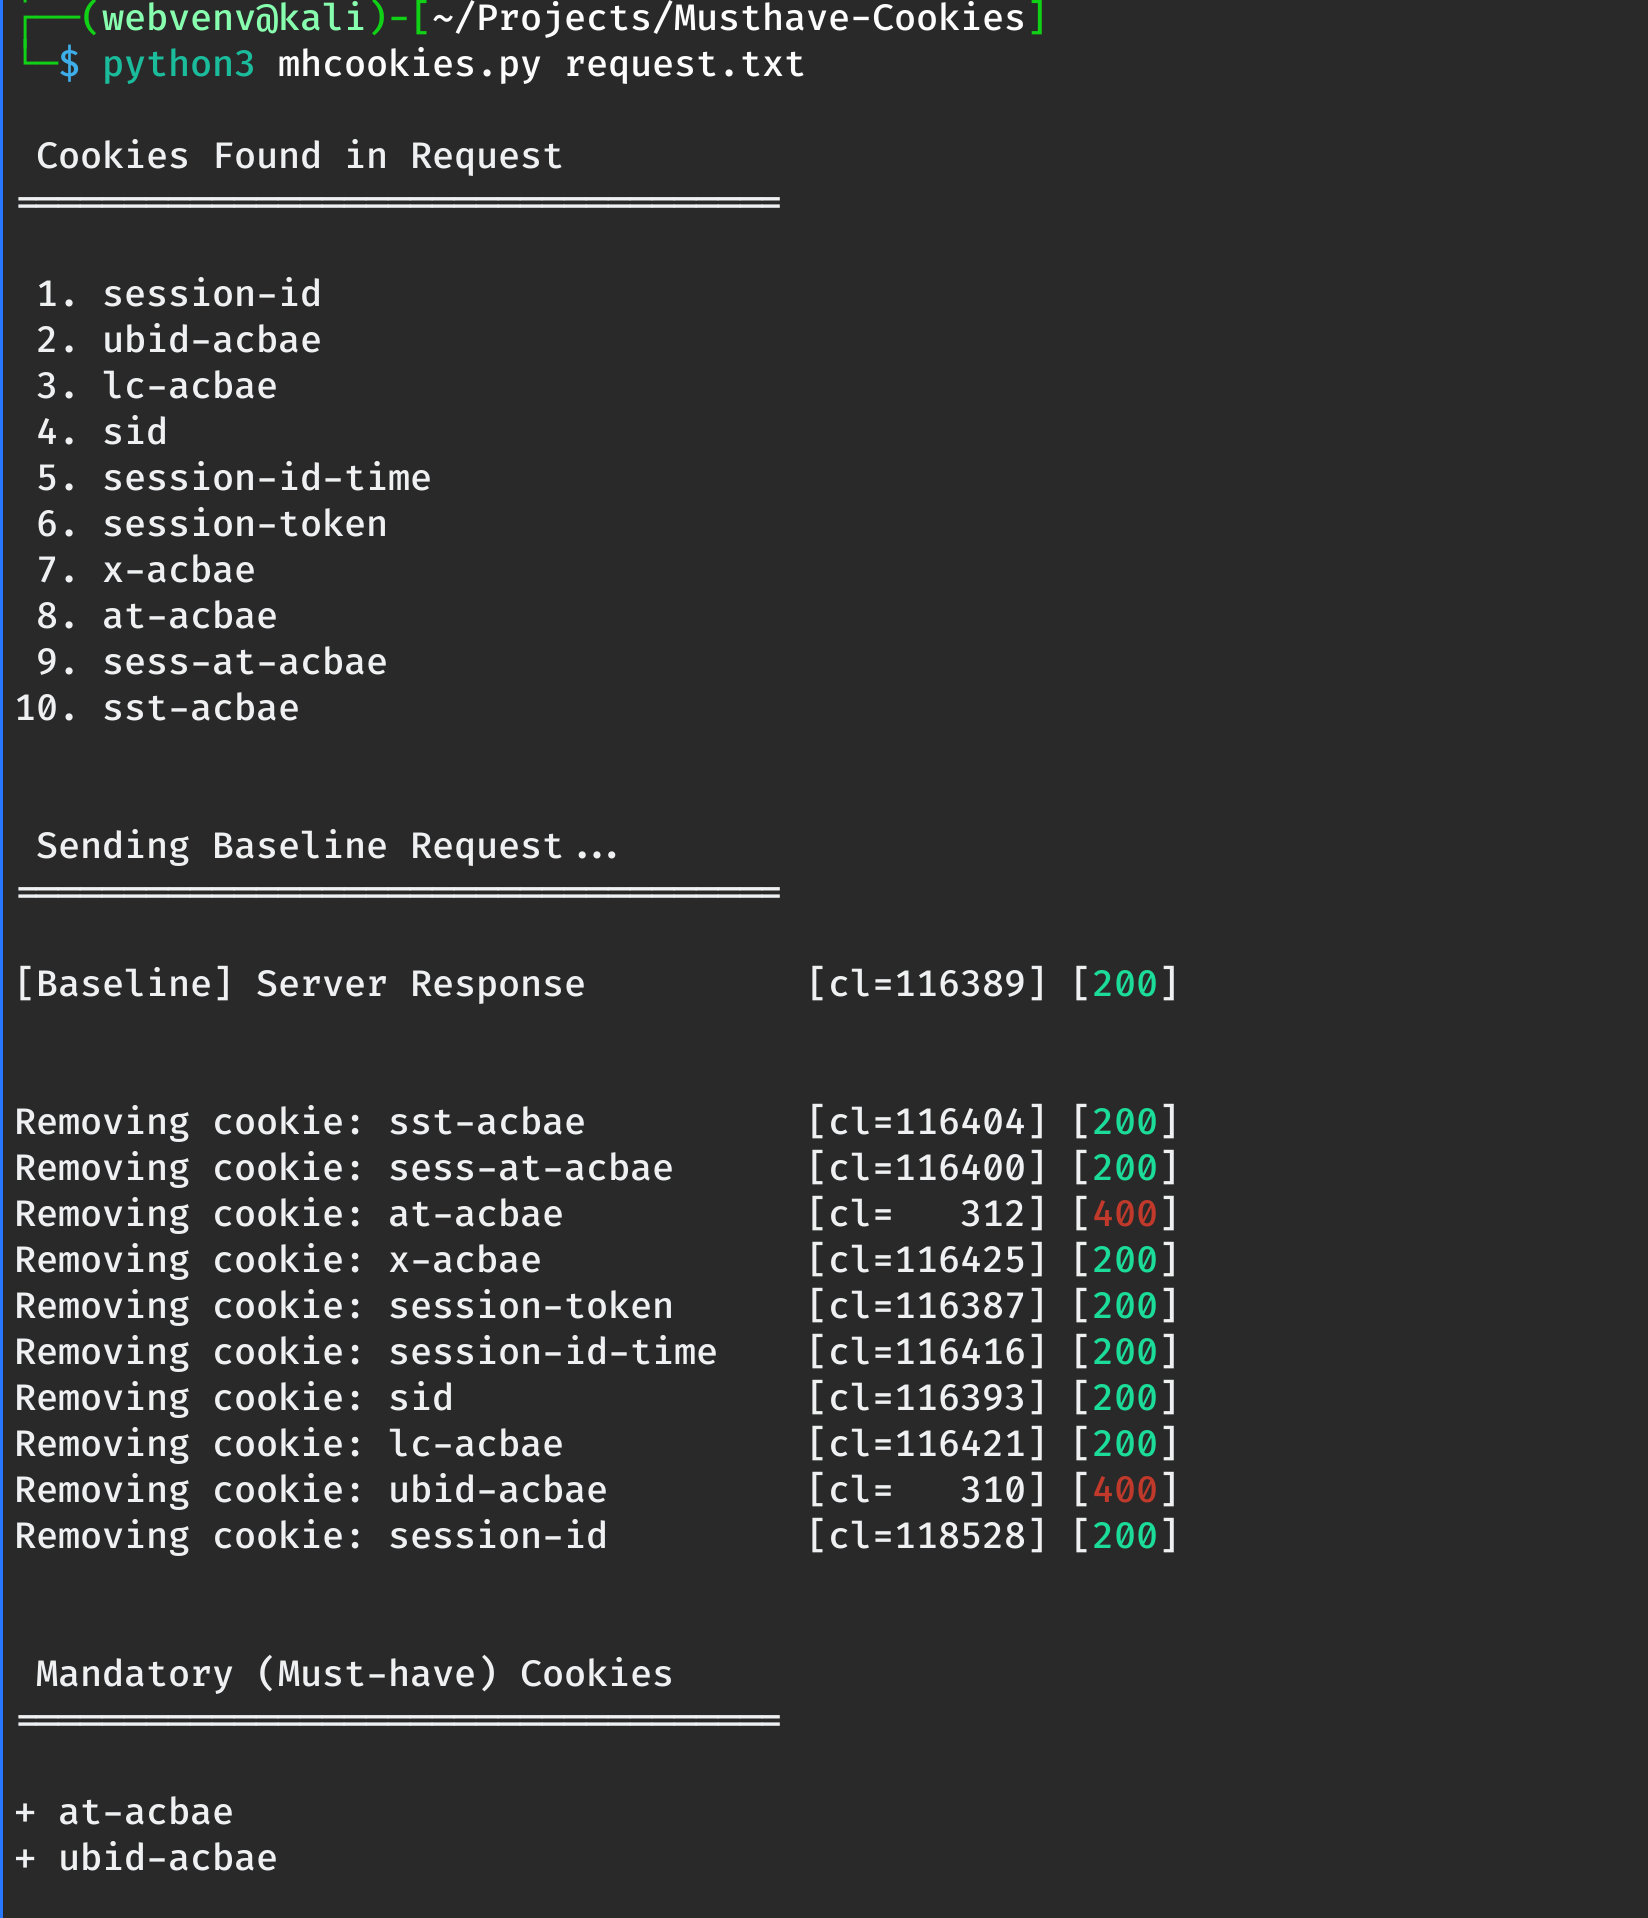 ┌──(webvenv@kali)-[~/Projects/Musthave-Cookies]
└─$ python3 mhcookies.py request.txt
Cookies Found in Request
===================================
1. session-id
2. ubid-acbae
3. lc-acbae
4. sid
5. session-id-time
6. session-token
7. x-acbae
8. at-acbae
9. sess-at-acbae
10. sst-acbae
Sending Baseline Request...
===================================
[Baseline] Server Response          [cl=116389] [200]
Removing cookie: sst-acbae          [cl=116404] [200]
Removing cookie: sess-at-acbae      [cl=116400] [200]
Removing cookie: at-acbae           [cl=   312] [400]
Removing cookie: x-acbae            [cl=116425] [200]
Removing cookie: session-token      [cl=116387] [200]
Removing cookie: session-id-time    [cl=116416] [200]
Removing cookie: sid                [cl=116393] [200]
Removing cookie: lc-acbae           [cl=116421] [200]
Removing cookie: ubid-acbae         [cl=   310] [400]
Removing cookie: session-id         [cl=118528] [200]
Mandatory (Must-have) Cookies
===================================
+ at-acbae
+ ubid-acbae